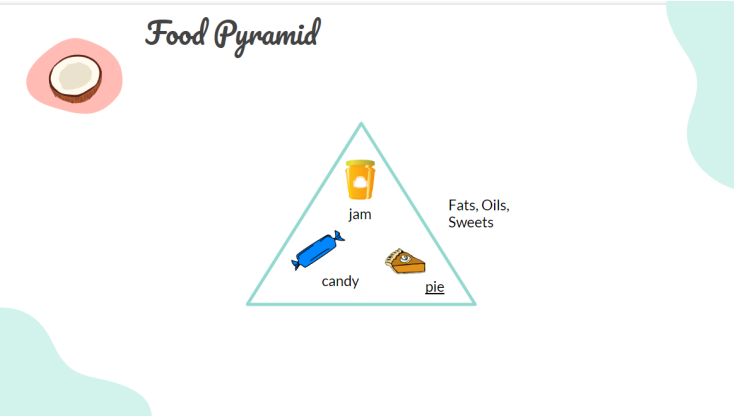 Food Pyramid
jam
Fats, Oils,
Sweets
candy
pie